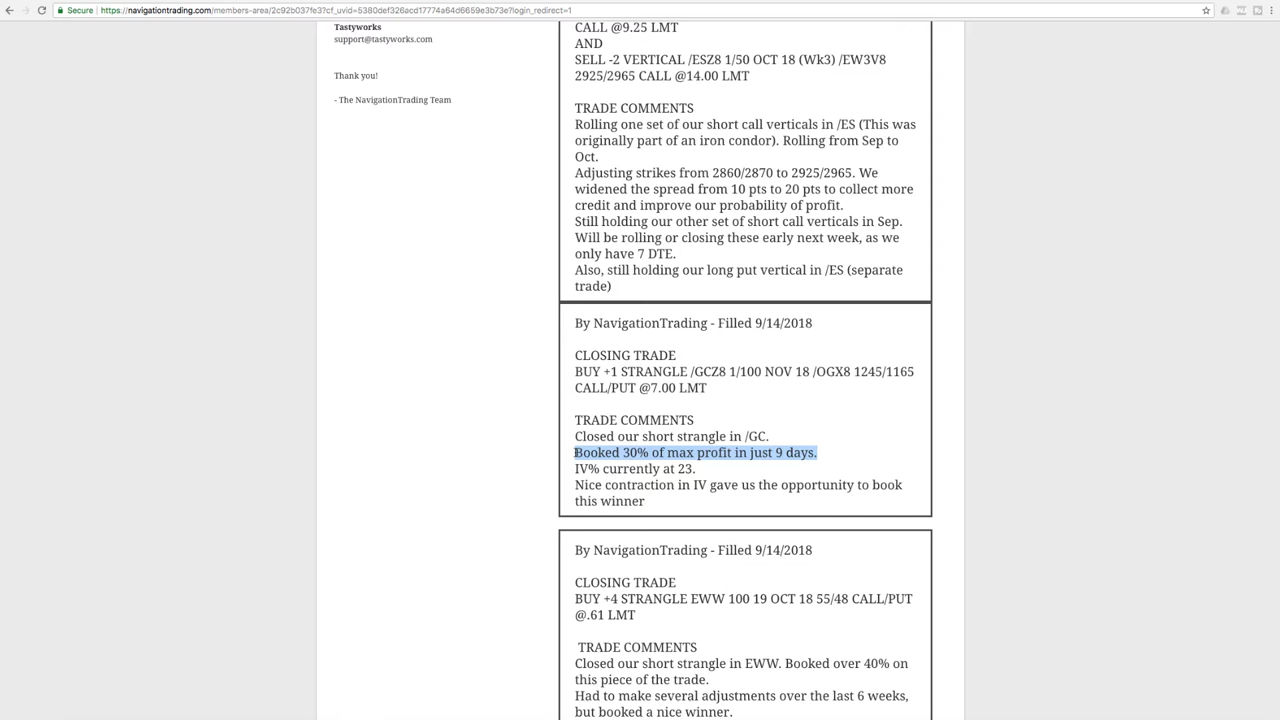 Secure
https://navigationtrading.com/members-area/2c92b037f13e7?cf_uvid=5380def326acd17774a64d6659e3b73e?login_redirect=1
Tastyworks
support@tastyworks.com
Thank you!
- The NavigationTrading Team
CALL @9.25 LMT
AND
SELL -2 VERTICAL /ESZ8 1/50 OCT 18 (Wk3) /EW3V8
2925/2965 CALL @14.00 LMT
TRADE COMMENTS
Rolling one set of our short call verticals in /ES (This was
originally part of an iron condor). Rolling from Sep to
Oct.
Adjusting strikes from 2860/2870 to 2925/2965. We
widened the spread from 10 pts to 20 pts to collect more
credit and improve our probability of profit.
Still holding our other set of short call verticals in Sep.
Will be rolling or closing these early next week, as we
only have 7 DTE.
Also, still holding our long put vertical in /ES (separate
trade)
By NavigationTrading - Filled 9/14/2018
CLOSING TRADE
BUY +1 STRANGLE /GCZ8 1/100 NOV 18 /OGX8 1245/1165
CALL/PUT @7.00 LMT
TRADE COMMENTS
Closed our short strangle in /GC.
Booked 30% of max profit in just 9 days.
IV% currently at 23.
Nice contraction in IV gave us the opportunity to book
this winner
By NavigationTrading - Filled 9/14/2018
CLOSING TRADE
BUY +4 STRANGLE EWW 100 19 OCT 18 55/48 CALL/PUT
@.61 LMT
TRADE COMMENTS
Closed our short strangle in EWW. Booked over 40% on
this piece of the trade.
Had to make several adjustments over the last 6 weeks,
but booked a nice winner.